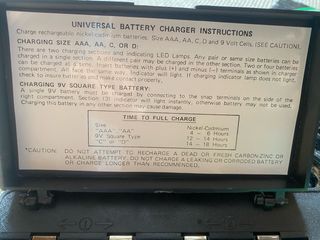 UNIVERSAL BATTERY CHARGER INSTRUCTIONS
Charge rechargeable nickel-cadmium batteries. Size AAA, AA, C, D and 9 Volt Cells. (SEE CAUTION).
CHARGING SIZE AAA, AA, C, OR D:
There are two charging sections and indicating LED Lamps. Any pair or same size batteries can be
charged in a single section. A different pair may be charged in the other section. Two or four batteries
can be charged at a time. Insert batteries with plus (+) and minus (−) terminals as shown in charger
compartment. All face the same way. Indicator will light. If charging indicator lamp does not light,
check to insure batteries and make contact properly.
CHARGING 9V SQUARE TYPE BATTERY:
A single 9V battery must be charged by connecting to the snap terminals on the side of the
right compartment. Section (3) indicator will light instantly, otherwise battery may not be used.
Charging this battery in any other section may cause damage.
TIME TO FULL CHARGE
Size Nickel-Cadmium
"AAA" "AA" 4 - 6 Hours
9V Square Type 12 - 14 Hours
"C" or "D" 14 - 18 Hours
*CAUTION: DO NOT ATTEMPT TO RECHARGE A DEAD OR FRESH CARBON-ZINC OR
ALKALINE BATTERY, DO NOT CHARGE A LEAKING OR CORRODED BATTERY
OR CHARGE LONGER THAN RECOMMENDED.